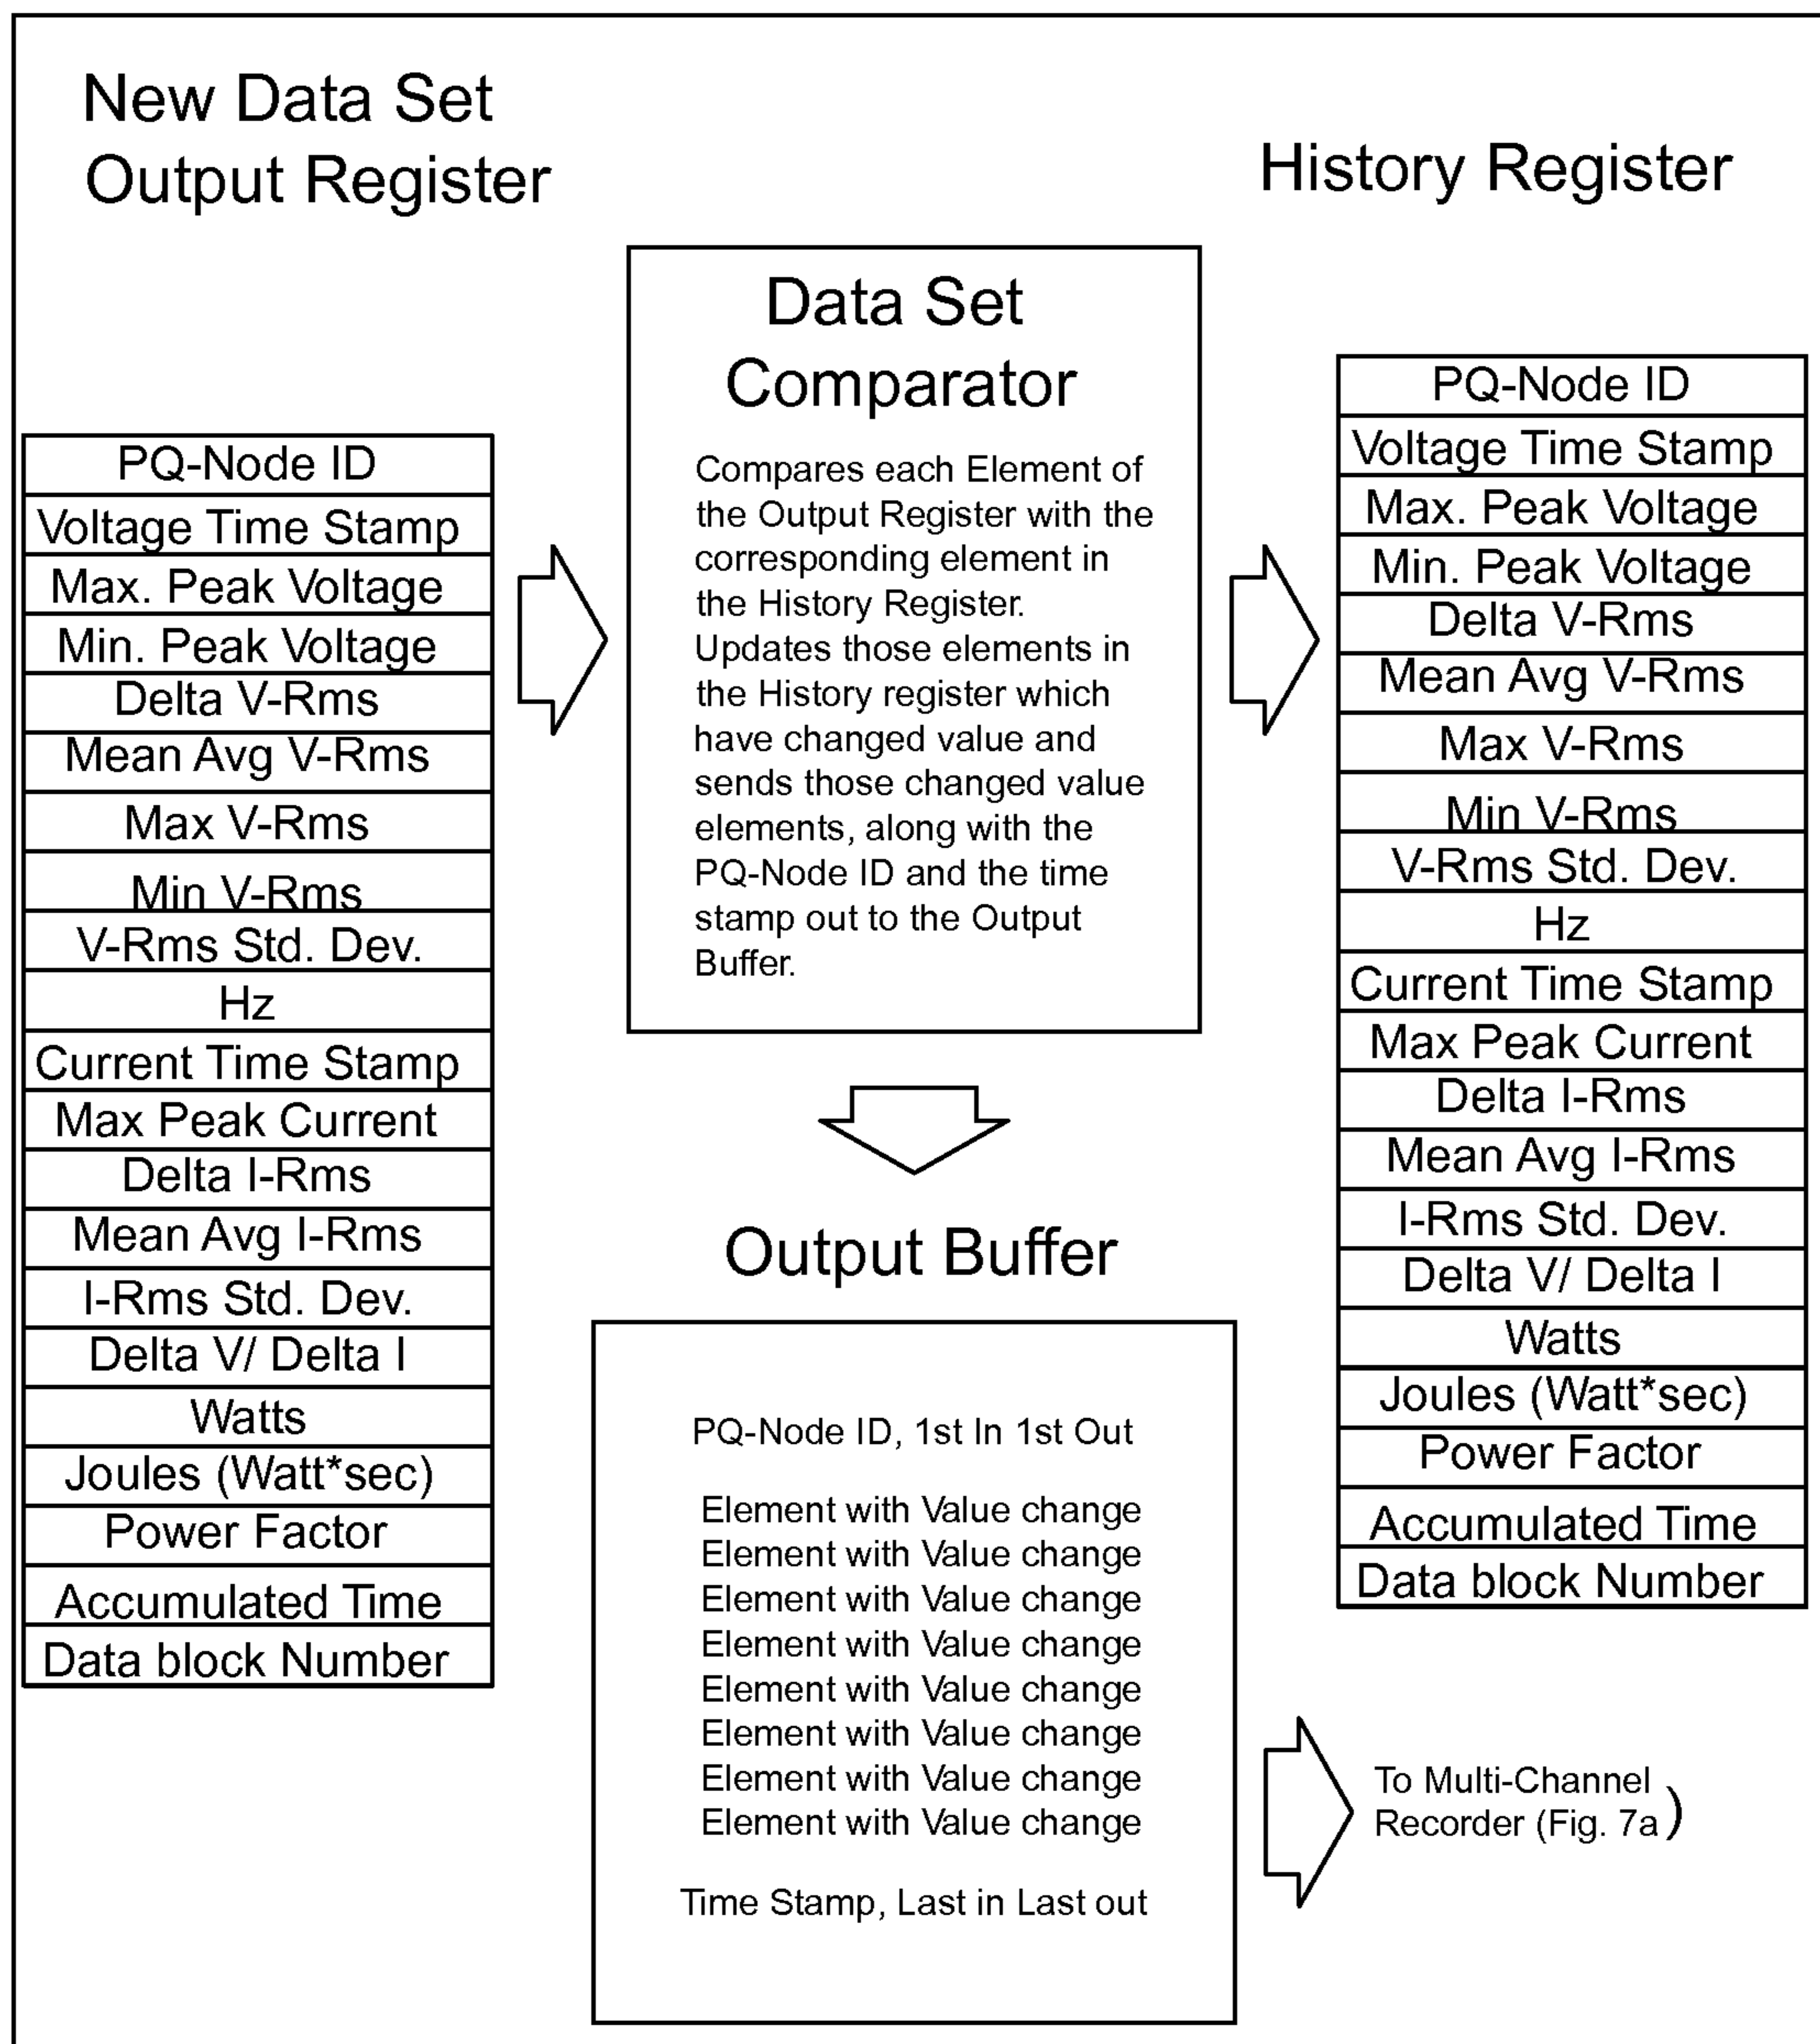 New Data Set
Output Register
PQ-Node ID
Voltage Time Stamp
Max. Peak Voltage
Min. Peak Voltage
Delta V-Rms
Mean Avg V-Rms
Max V-Rms
Min V-Rms
V-Rms Std. Dev.
Hz
Current Time Stamp
Max Peak Current
Delta I-Rms
Mean Avg I-Rms
I-Rms Std. Dev.
Delta V/ Delta I
Watts
Joules (Watt*sec)
Power Factor
Accumulated Time
Data block Number
Data Set
Comparator
Compares each Element of
the Output Register with the
corresponding element in
the History Register.
Updates those elements in
the History register which
have changed value and
sends those changed value
elements, along with the
PQ-Node ID and the time
stamp out to the Output
Buffer.
Output Buffer
PQ-Node ID, 1st In 1st Out
Element with Value change
Element with Value change
Element with Value change
Element with Value change
Element with Value change
Element with Value change
Element with Value change
Element with Value change
Time Stamp, Last in Last out
History Register
PQ-Node ID
Voltage Time Stamp
Max. Peak Voltage
Min. Peak Voltage
Delta V-Rms
Mean Avg V-Rms
Max V-Rms
Min V-Rms
V-Rms Std. Dev.
Hz
Current Time Stamp
Max Peak Current
Delta I-Rms
Mean Avg I-Rms
I-Rms Std. Dev.
Delta V/ Delta I
Watts
Joules (Watt*sec)
Power Factor
Accumulated Time
Data block Number
To Multi-Channel
Recorder (Fig. 7a)